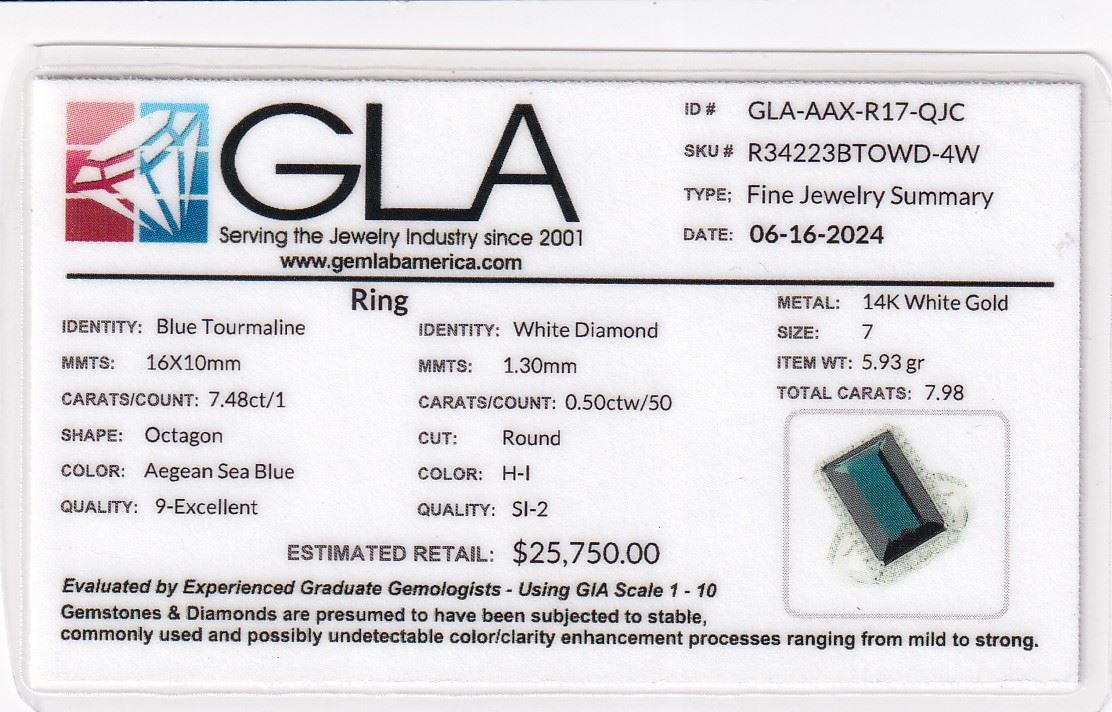 GLA
Serving the Jewelry Industry since 2001
www.gemlabamerica.com
ID # GLA-AAX-R17-QJC
SKU # R34223BTOWD-4W
TYPE; Fine Jewelry Summary
DATE: 06-16-2024
Ring
IDENTITY: Blue Tourmaline
MMTS: 16X10mm
CARATS/COUNT: 7.48ct/1
SHAPE: Octagon
COLOR: Aegean Sea Blue
QUALITY: 9-Excellent
IDENTITY: White Diamond
MMTS: 1.30mm
CARATS/COUNT: 0.50ctw/50
CUT: Round
COLOR: H-I
QUALITY: SI-2
METAL: 14K White Gold
SIZE: 7
ITEM WT: 5.93 gr
TOTAL CARATS: 7.98
ESTIMATED RETAIL: $25,750.00
Evaluated by Experienced Graduate Gemologists - Using GIA Scale 1 - 10
Gemstones & Diamonds are presumed to have been subjected to stable,
commonly used and possibly undetectable color/clarity enhancement processes ranging from mild to strong.